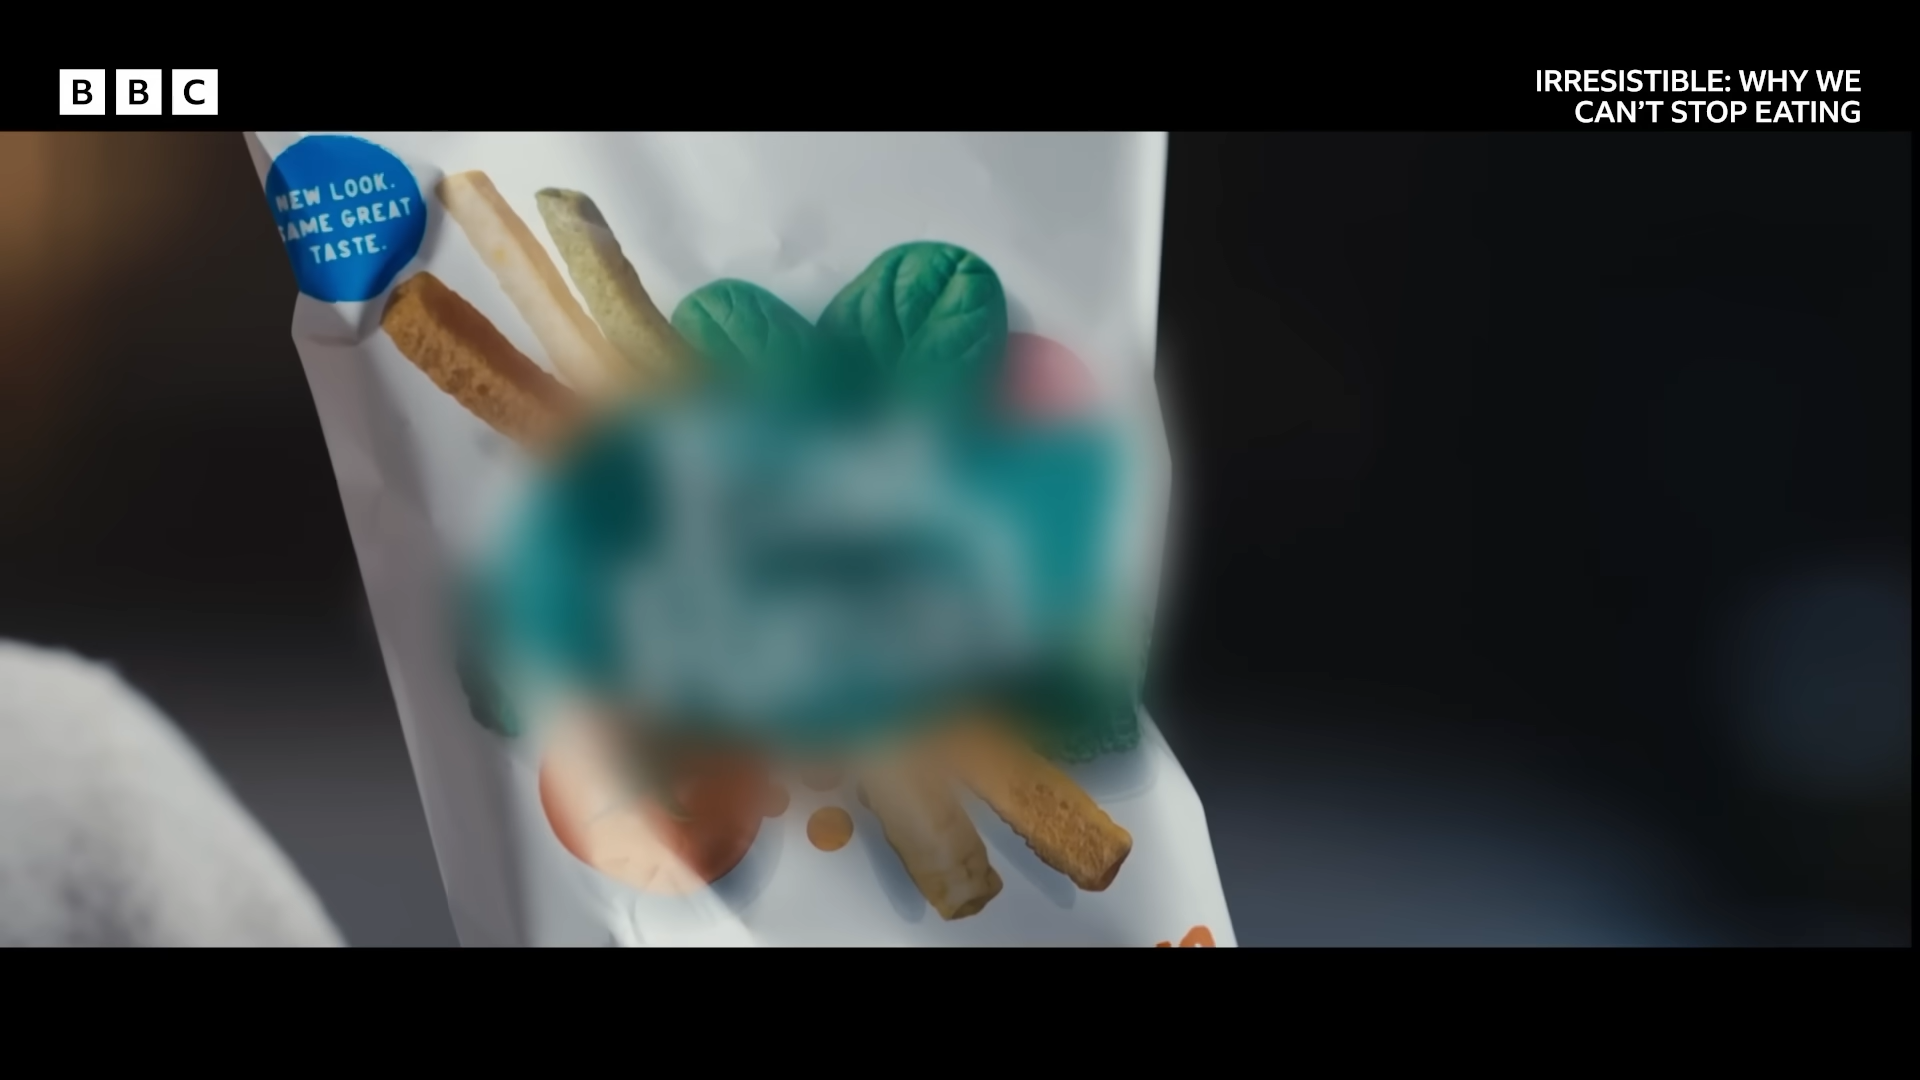 BBC
IRRESISTIBLE: WHY WE
CAN'T STOP EATING
NEW LOOK.
SAME GREAT
TASTE.